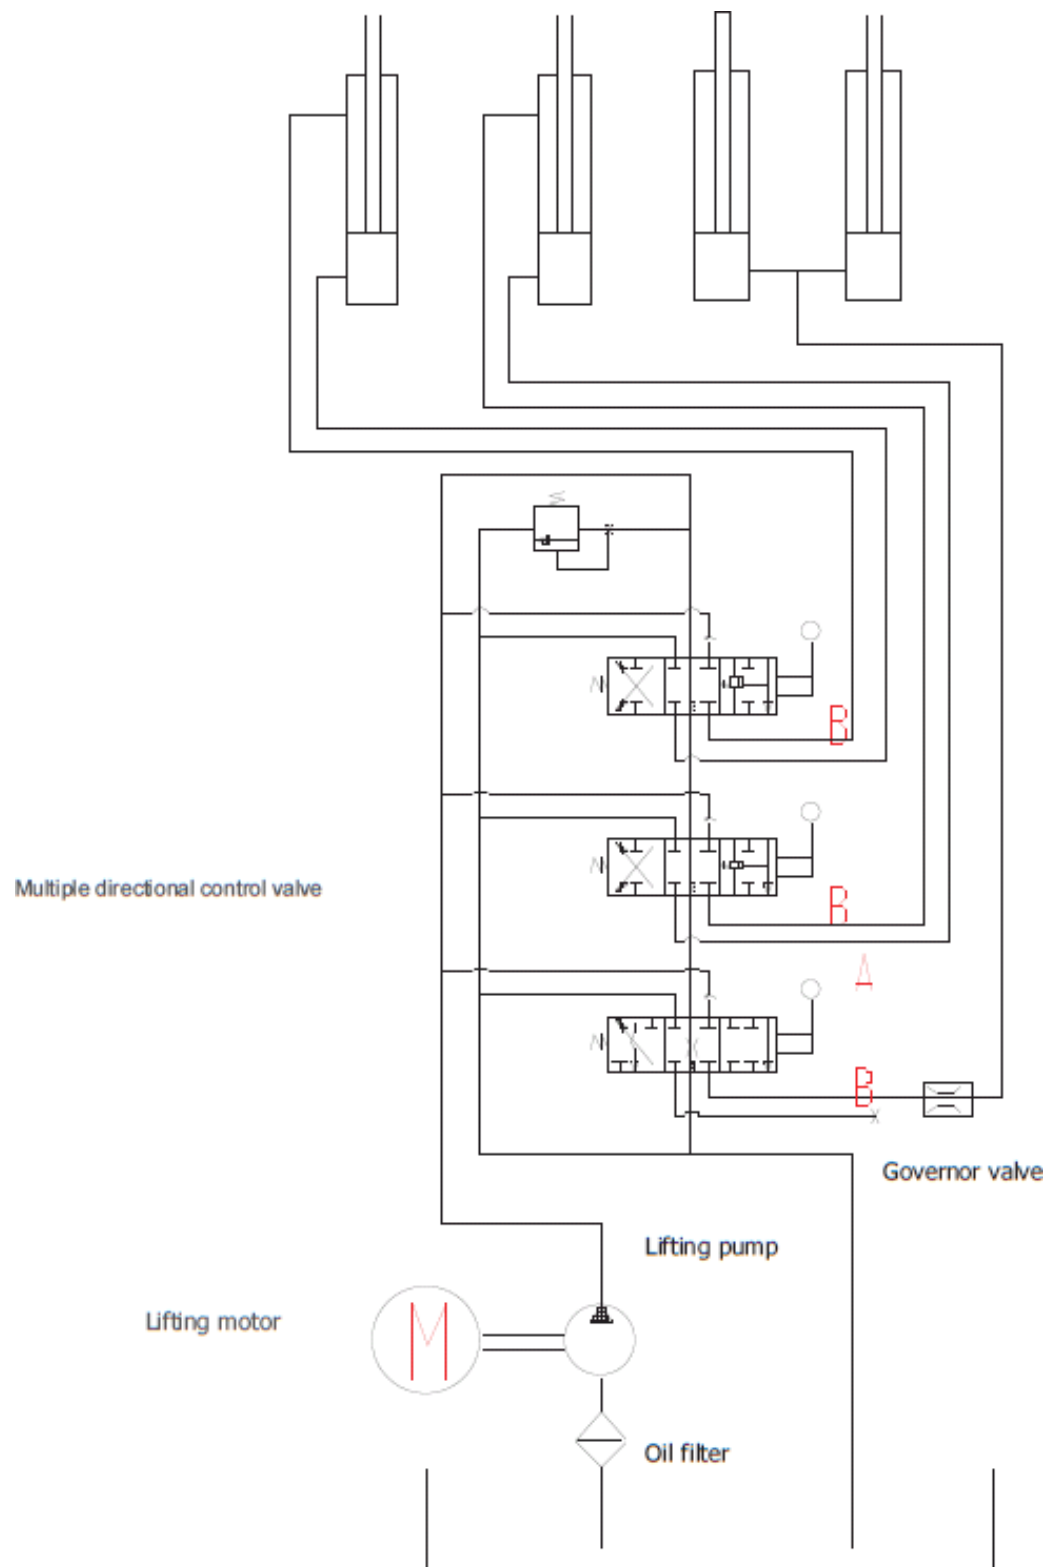 B
Multiple directional control valve
B
A
B
Governor valve
Lifting pump
Lifting motor
M
Oil filter